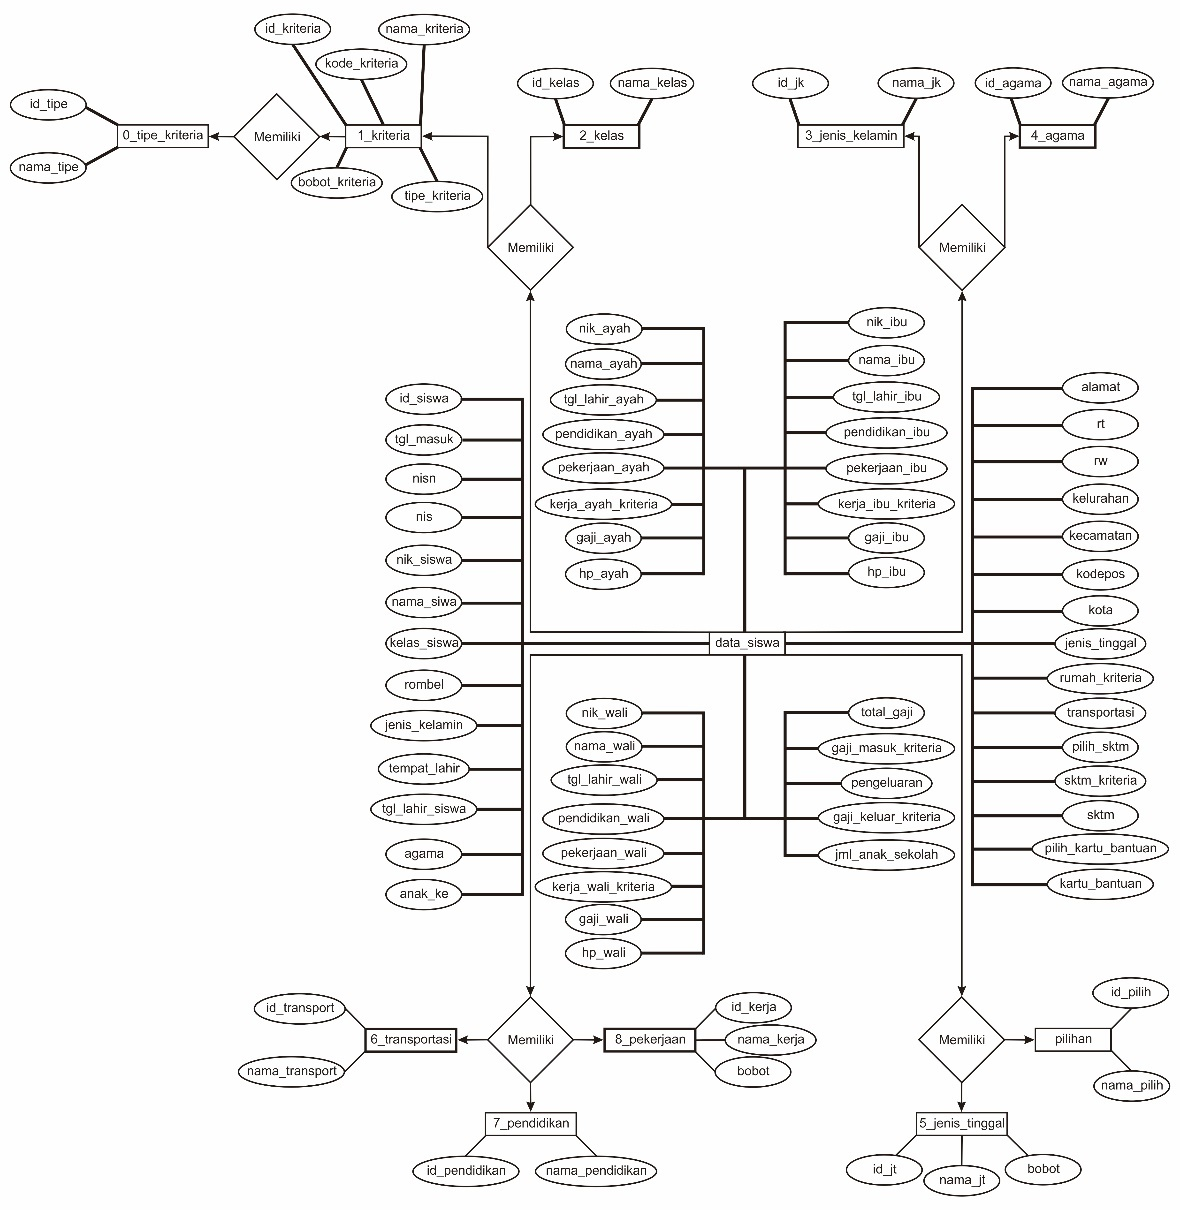 id_kriteria
nama_kriteria
kode_kriteria
id_tipe
0_tipe_kriteria
Memiliki
1_kriteria
nama_tipe
bobot_kriteria
tipe_kriteria
id_kelas
nama_kelas
2_kelas
id_jk
nama_jk
3_jenis_kelamin
id_agama
nama_agama
4_agama
Memiliki
Memiliki
nik_ayah
nama_ayah
tgl_lahir_ayah
pendidikan_ayah
pekerjaan_ayah
kerja_ayah_kriteria
gaji_ayah
hp_ayah
nik_ibu
nama_ibu
tgl_lahir_ibu
pendidikan_ibu
pekerjaan_ibu
kerja_ibu_kriteria
gaji_ibu
hp_ibu
id_siswa
tgl_masuk
nisn
nis
nik_siswa
nama_siwa
kelas_siswa
rombel
jenis_kelamin
tempat_lahir
tgl_lahir_siswa
agama
anak_ke
data_siswa
alamat
rt
rw
kelurahan
kecamatan
kodepos
kota
jenis_tinggal
rumah_kriteria
transportasi
pilih_sktm
sktm_kriteria
sktm
pilih_kartu_bantuan
kartu_bantuan
nik_wali
nama_wali
tgl_lahir_wali
pendidikan_wali
pekerjaan_wali
kerja_wali_kriteria
gaji_wali
hp_wali
total_gaji
gaji_masuk_kriteria
pengeluaran
gaji_keluar_kriteria
jml_anak_sekolah
id_transport
6_transportasi
nama_transport
Memiliki
id_kerja
8_pekerjaan
nama_kerja
bobot
7_pendidikan
id_pendidikan
nama_pendidikan
Memiliki
id_pilih
pilihan
nama_pilih
5_jenis_tinggal
id_jt
nama_jt
bobot